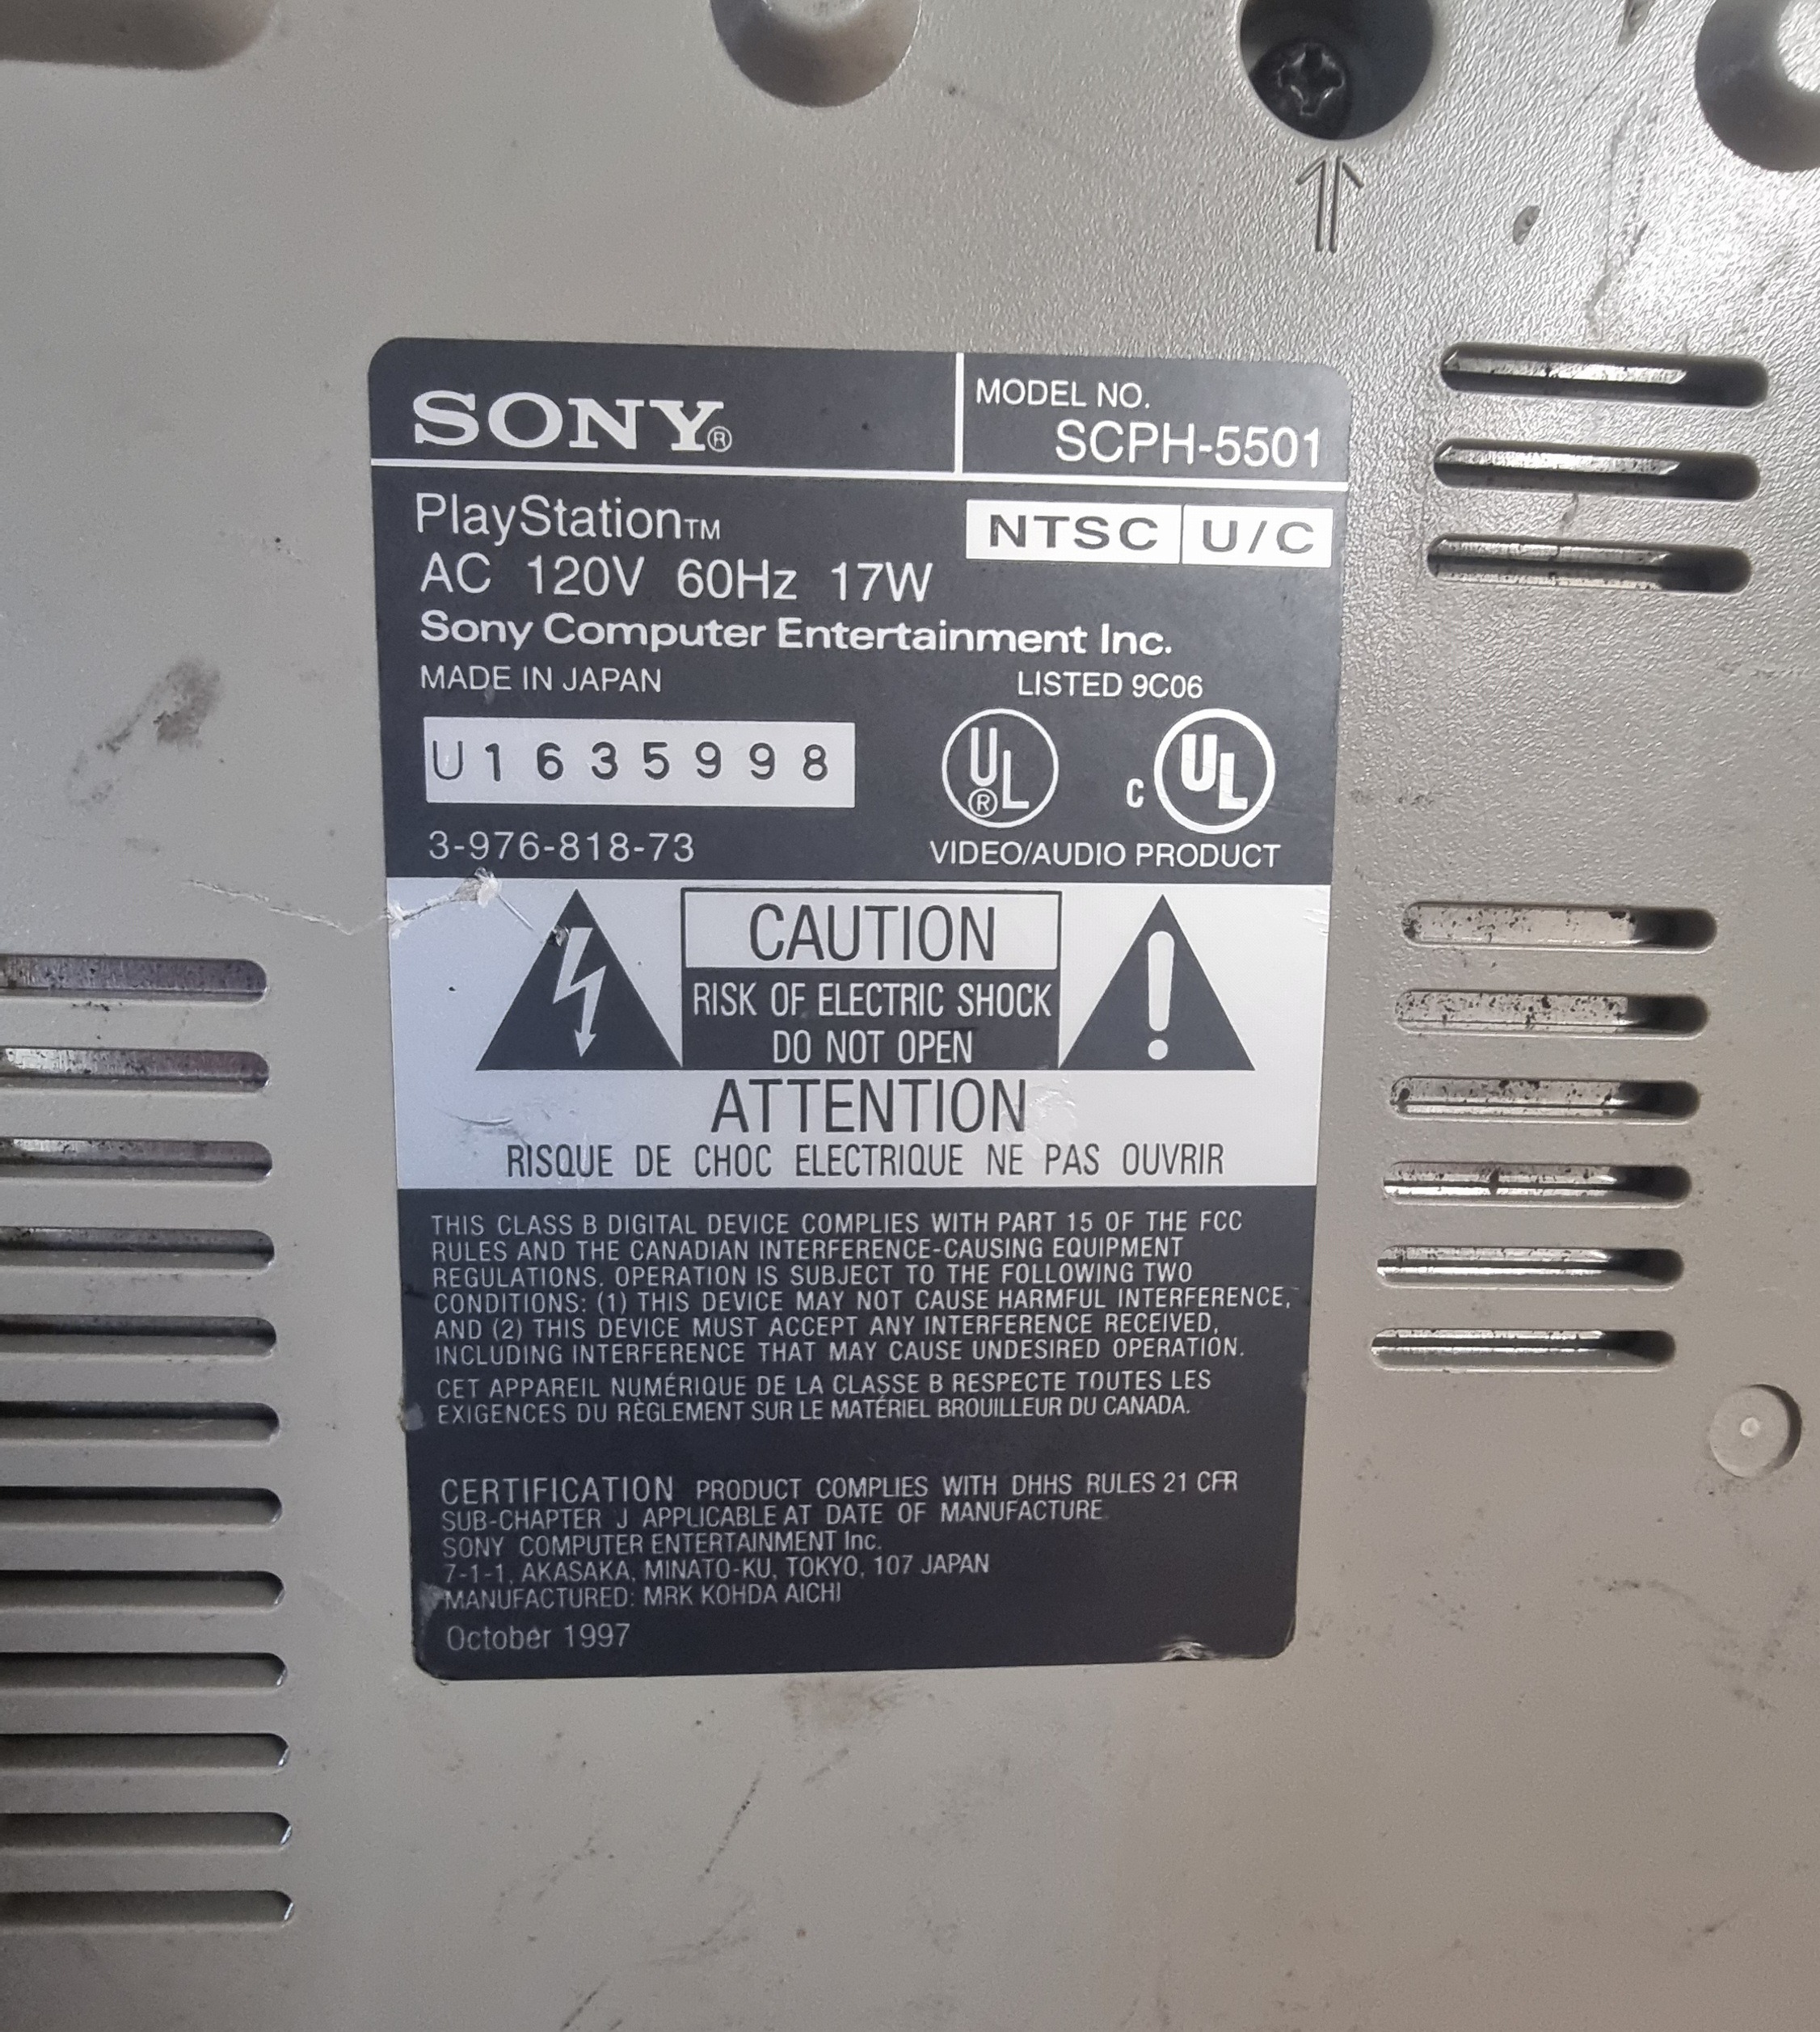 SONY®
MODEL NO.
SCPH-5501
PlayStation™
NTSC U/C
AC 120V 60Hz 17W
Sony Computer Entertainment Inc.
MADE IN JAPAN
LISTED 9C06
U1635998
UL® C UL
3-976-818-73
VIDEO/AUDIO PRODUCT
CAUTION
RISK OF ELECTRIC SHOCK
DO NOT OPEN
ATTENTION
RISQUE DE CHOC ELECTRIQUE NE PAS OUVRIR
THIS CLASS B DIGITAL DEVICE COMPLIES WITH PART 15 OF THE FCC
RULES AND THE CANADIAN INTERFERENCE-CAUSING EQUIPMENT
REGULATIONS. OPERATION IS SUBJECT TO THE FOLLOWING TWO
CONDITIONS: (1) THIS DEVICE MAY NOT CAUSE HARMFUL INTERFERENCE,
AND (2) THIS DEVICE MUST ACCEPT ANY INTERFERENCE RECEIVED,
INCLUDING INTERFERENCE THAT MAY CAUSE UNDESIRED OPERATION.
CET APPAREIL NUMÉRIQUE DE LA CLASSE B RESPECTE TOUTES LES
EXIGENCES DU RÈGLEMENT SUR LE MATÉRIEL BROUILLEUR DU CANADA.
CERTIFICATION PRODUCT COMPLIES WITH DHHS RULES 21 CFR
SUB-CHAPTER J APPLICABLE AT DATE OF MANUFACTURE
SONY COMPUTER ENTERTAINMENT Inc.
7-1-1, AKASAKA, MINATO-KU, TOKYO, 107 JAPAN
MANUFACTURED: MRK KOHDA AICHI
October 1997